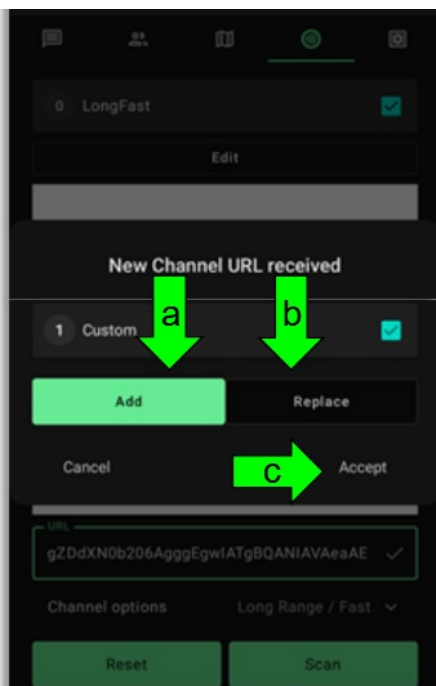 0 LongFast
Edit
New Channel URL received
a
b
1 Custom
Add Replace
Cancel
c
Accept
URL
gZDdXN0b206AgggEgwIATgBQANIAVAeaAE
Channel options Long Range / Fast
Reset Scan